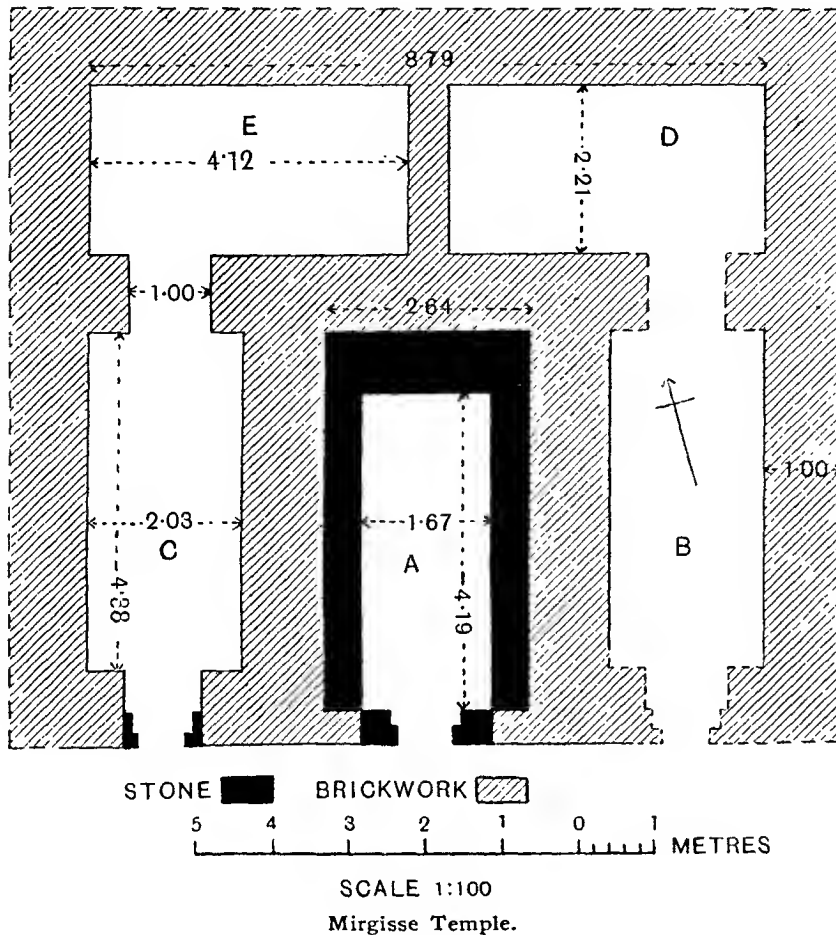 8·79
E
D
4·12
2·21
1·00
2·64
1·00
2·03
1·67
C
A
B
4·38
4·19
STONE BRICKWORK
5 4 3 2 1 0 1
METRES
SCALE 1:100
Mirgisse Temple.